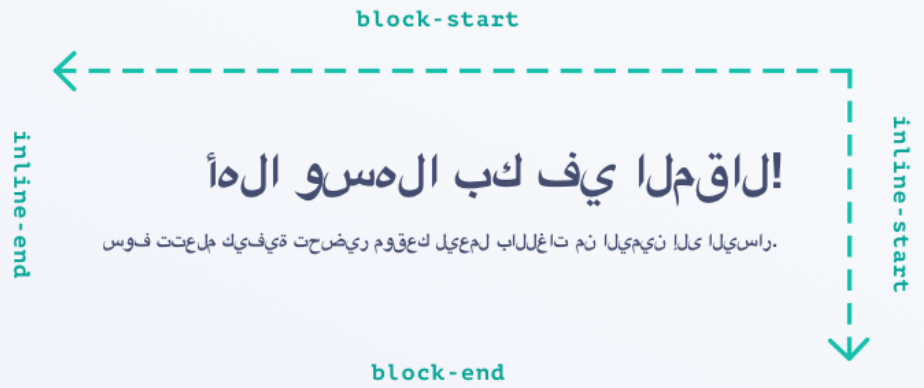 block-start
inline-end
inline-start
أهلا وسهلا بك في المقال!
سوف تتعلم كيفية تحضير موقعك ليعمل باللغات من اليمين إلى اليسار.
block-end